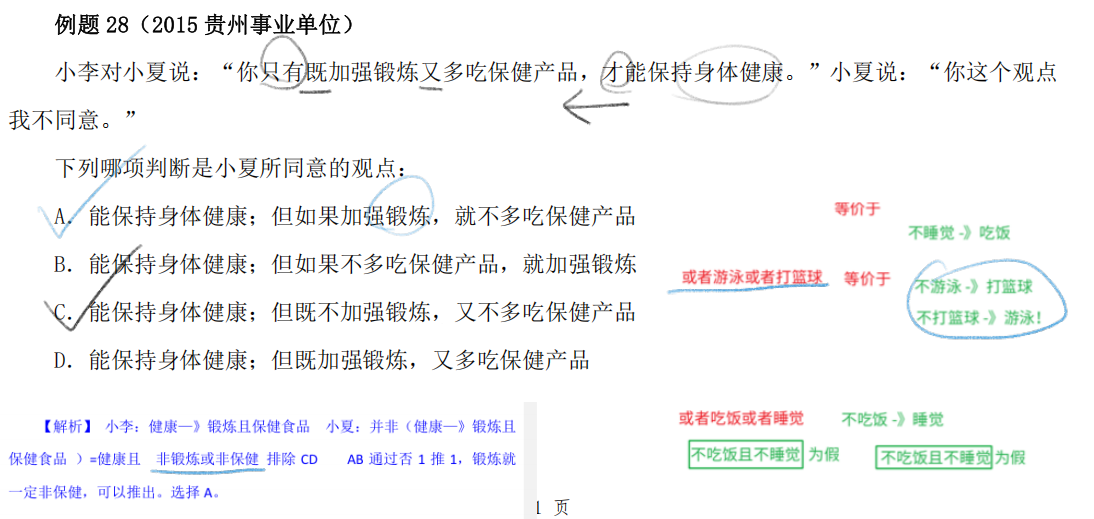 例题 28（2015 贵州事业单位）
小李对小夏说：“你只有既加强锻炼又多吃保健产品，才能保持身体健康。”小夏说：“你这个观点
我不同意。”
下列哪项判断是小夏所同意的观点：
A．能保持身体健康；但如果加强锻炼，就不多吃保健产品
B．能保持身体健康；但如果不多吃保健产品，就加强锻炼
C．能保持身体健康；但既不加强锻炼，又不多吃保健产品
D．能保持身体健康；但既加强锻炼，又多吃保健产品
等价于
不睡觉 -》吃饭
或者游泳或者打篮球 等价于 不游泳 -》打篮球
不打篮球 -》游泳！
或者吃饭或者睡觉 不吃饭 -》睡觉
不吃饭且不睡觉 为假 不吃饭且不睡觉 为假
【解析】 小李：健康—》锻炼且保健食品 小夏：并非（健康—》锻炼且
保健食品 ）=健康且 非锻炼或非保健 排除 CD AB 通过否 1 推 1，锻炼就
一定非保健，可以推出。选择 A。
1 页